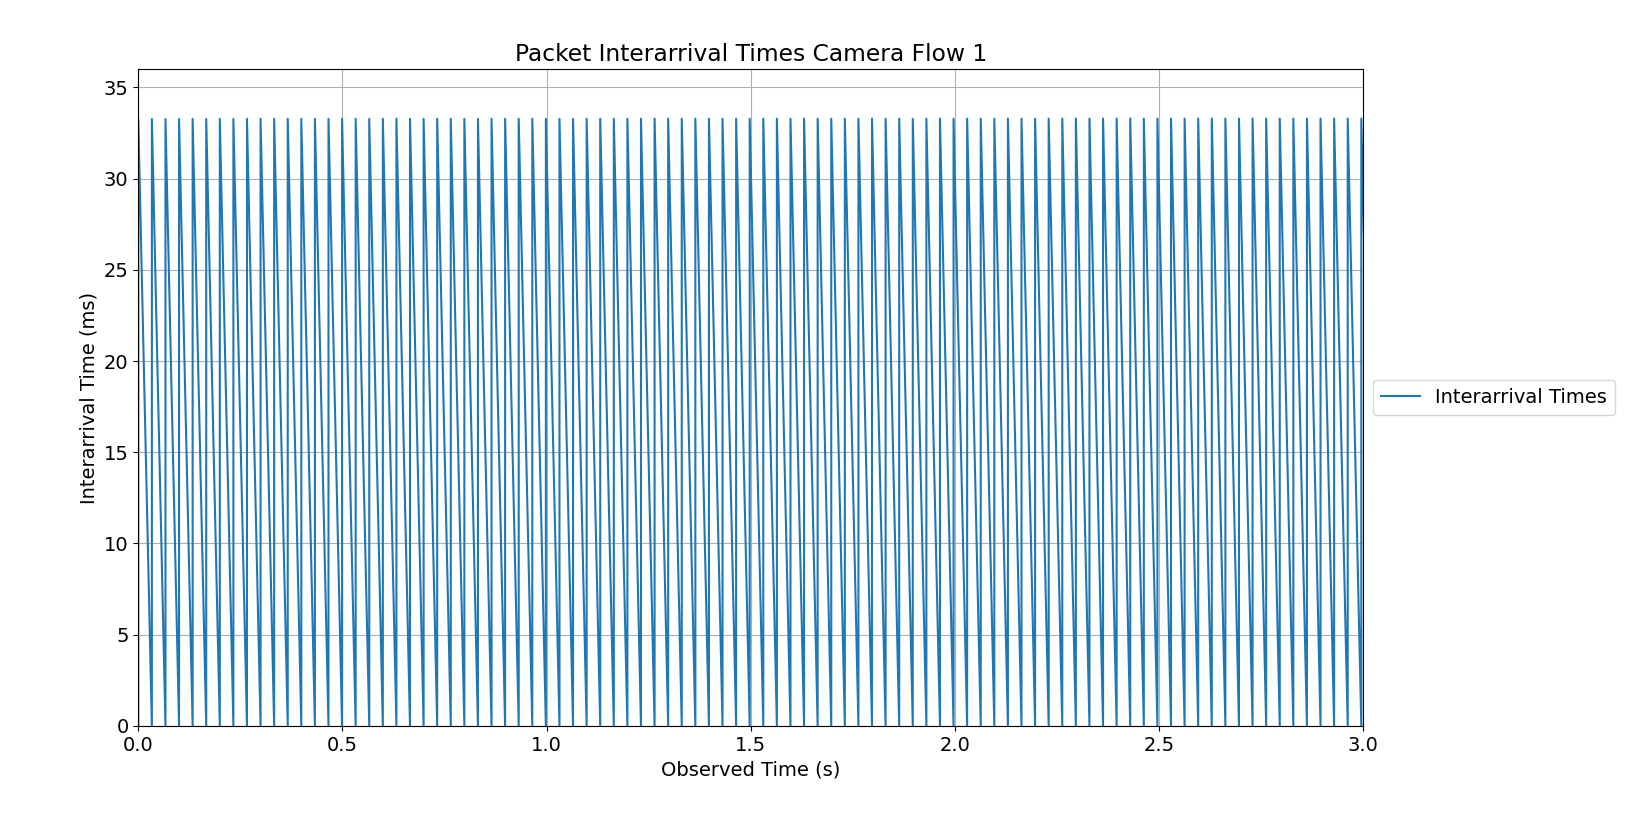 Packet Interarrival Times Camera Flow 1
35
30
25
20
15
10
5
0
Interarrival Time (ms)
0.0 0.5 1.0 1.5 2.0 2.5 3.0
Observed Time (s)
Interarrival Times